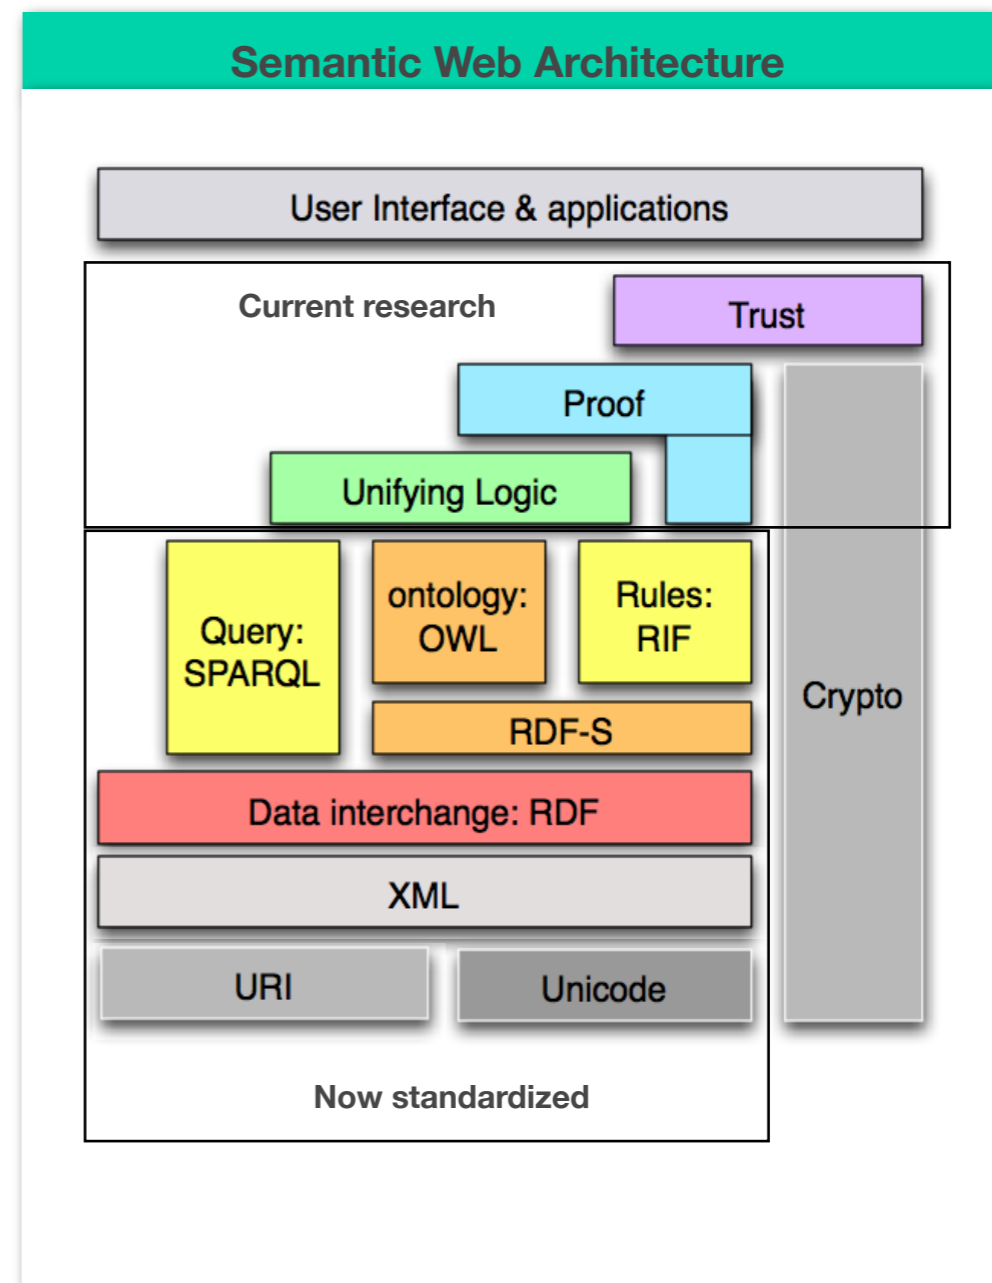 Semantic Web Architecture
User Interface & applications
Current research
Trust
Proof
Unifying Logic
Query:
SPARQL
ontology:
OWL
Rules:
RIF
RDF-S
Crypto
Data interchange: RDF
XML
URI
Unicode
Now standardized